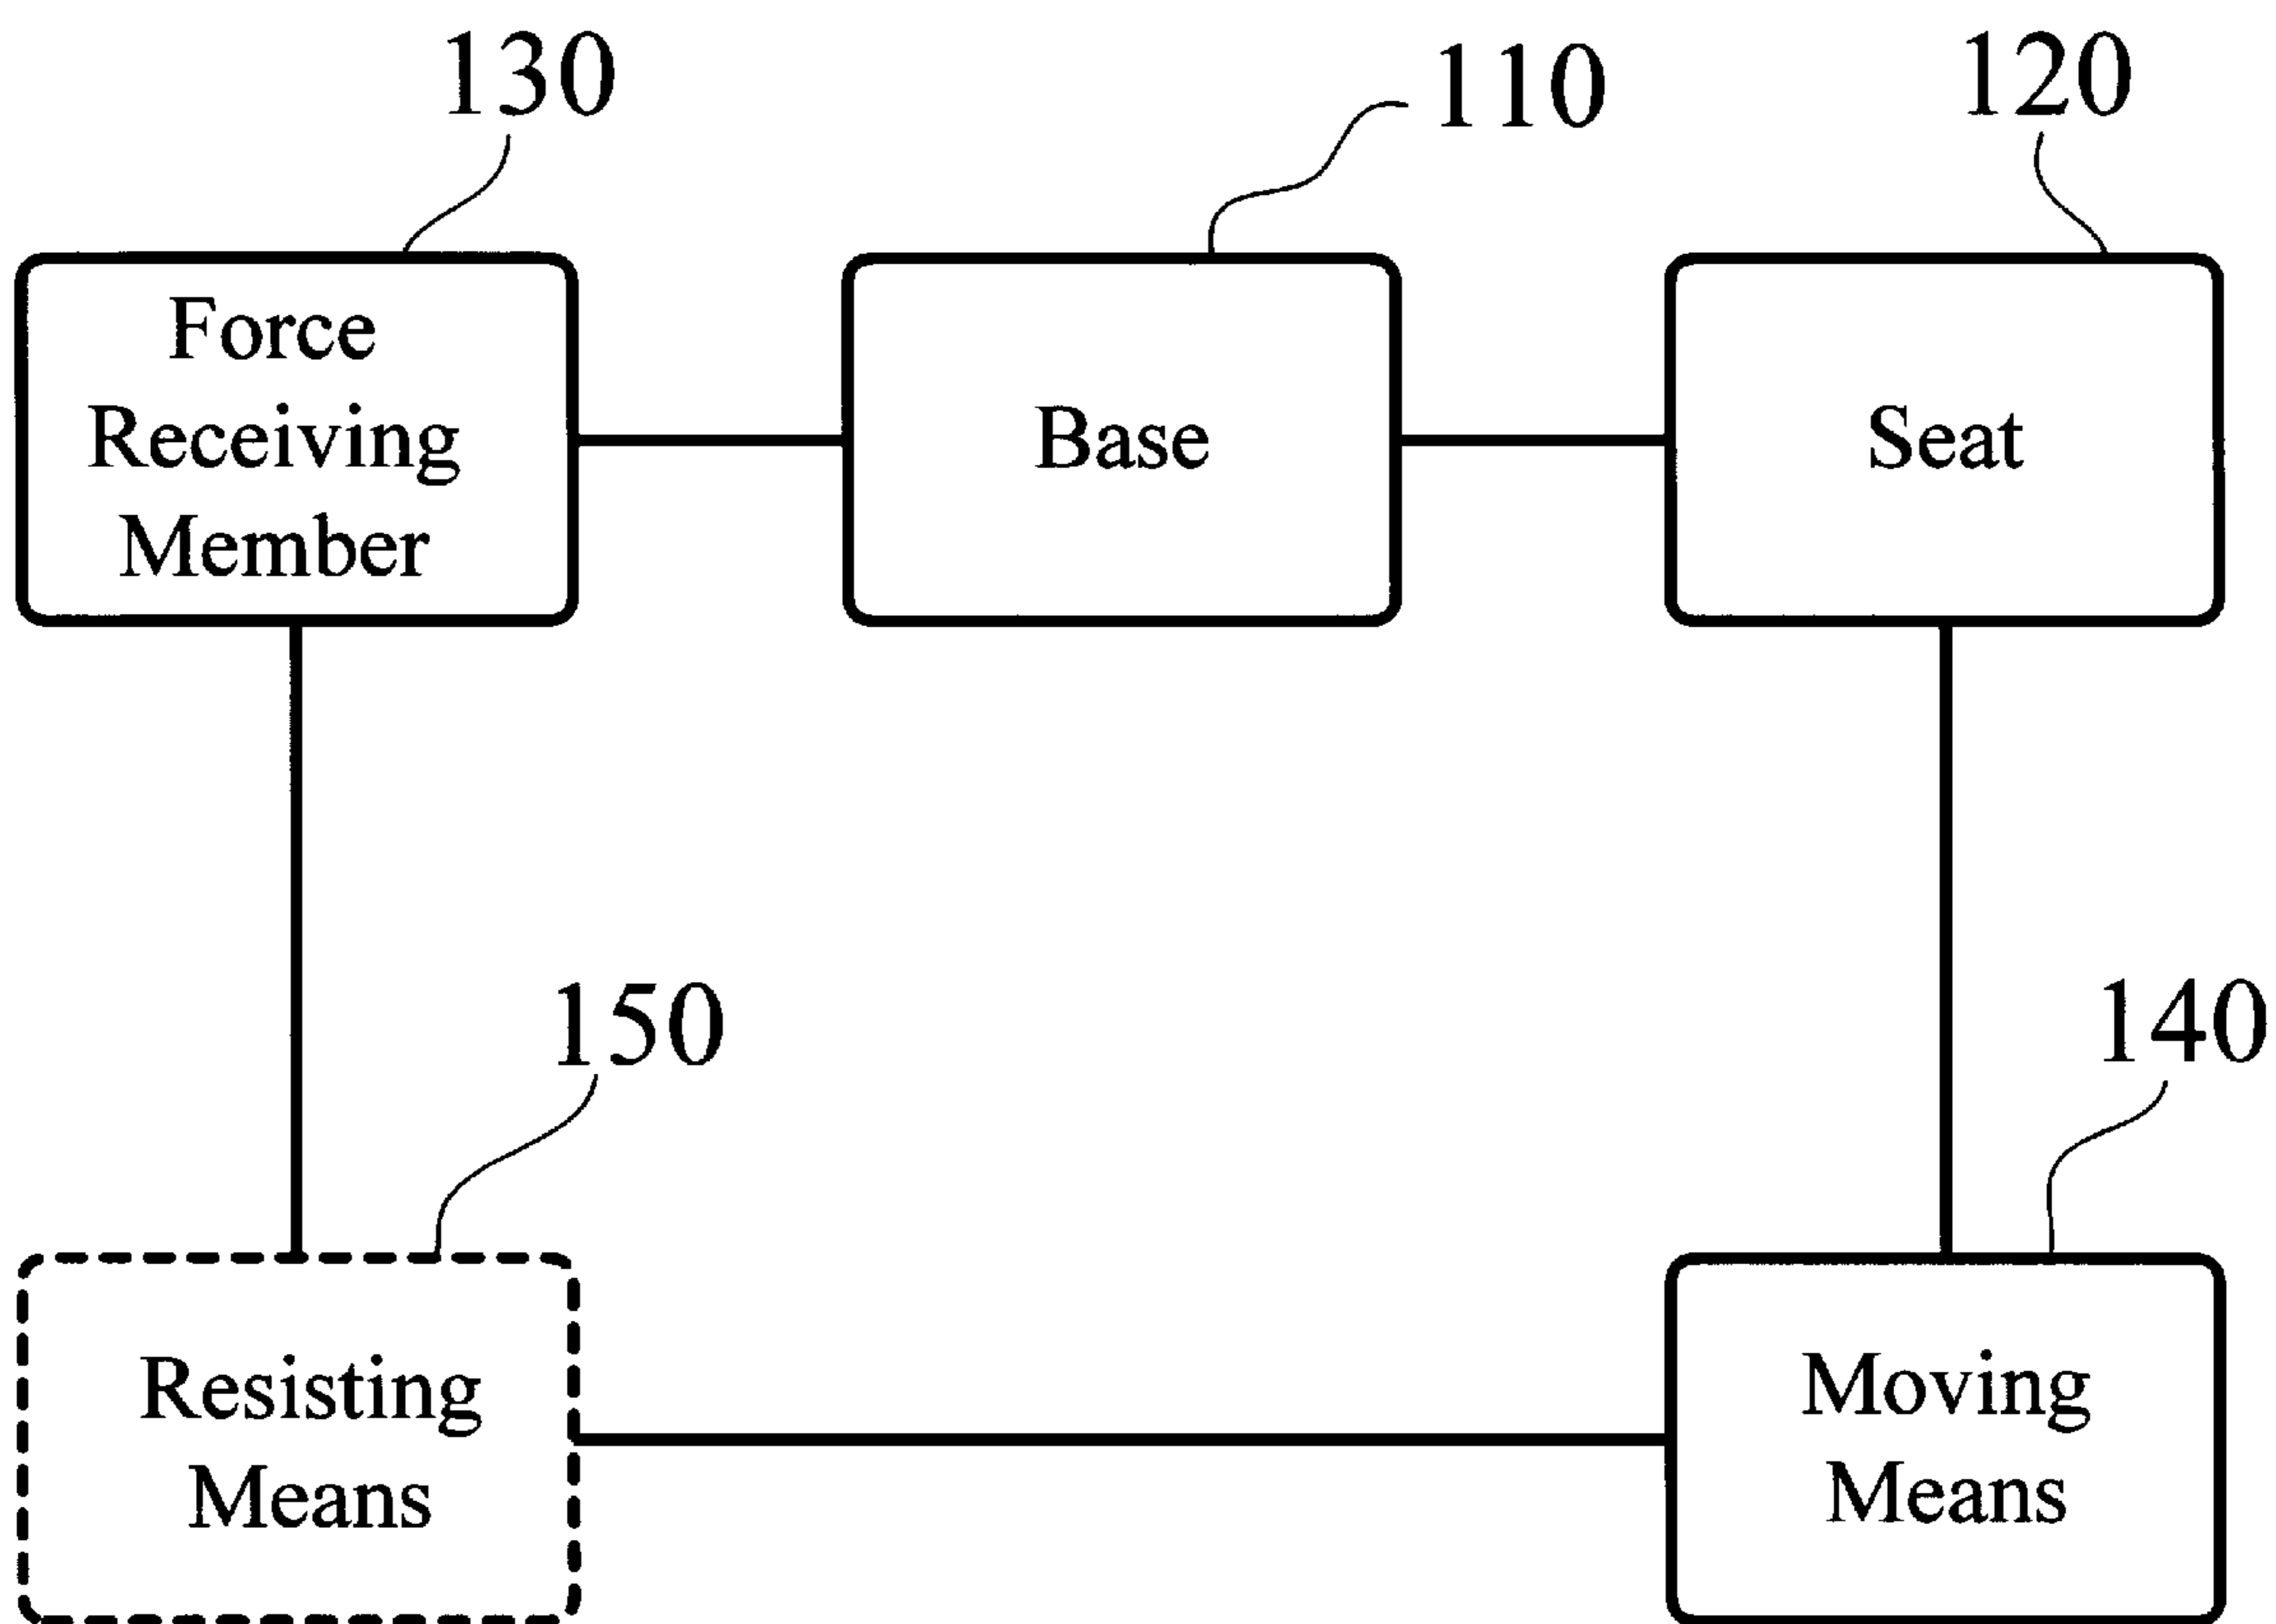 130
110
120
Force
Receiving
Member
Base
Seat
150
140
Resisting
Means
Moving
Means